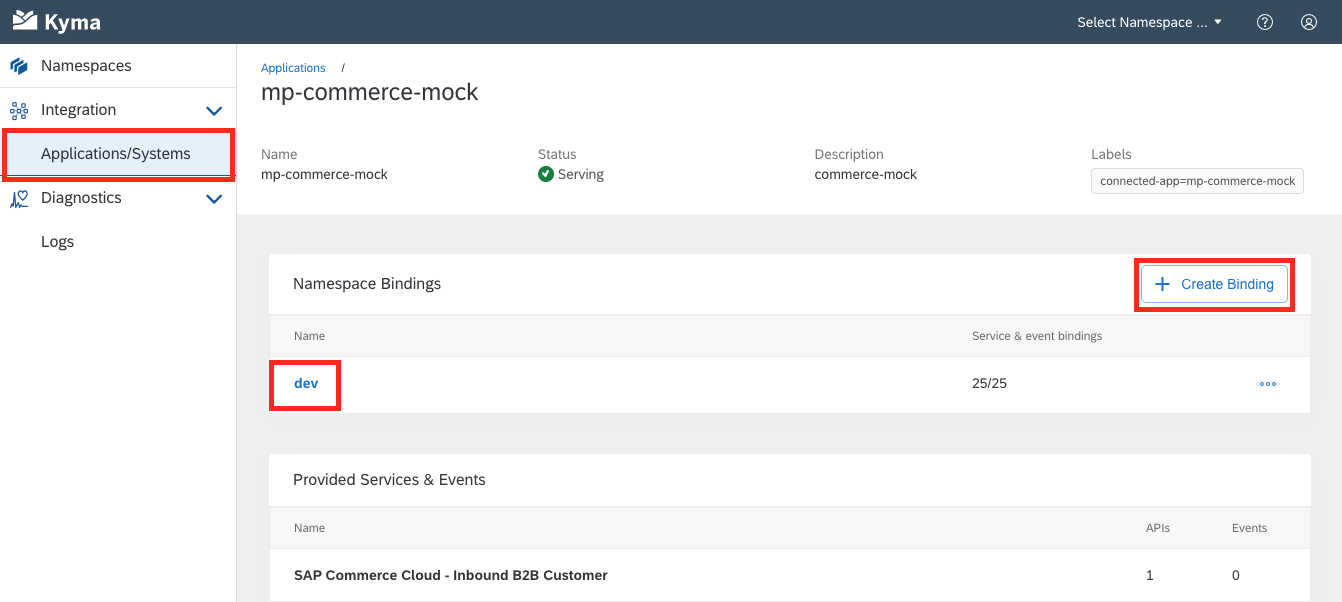 Kyma
Select Namespace ...
Namespaces
Integration
Applications/Systems
Diagnostics
Logs
Applications /
mp-commerce-mock
Name Status Description Labels
mp-commerce-mock Serving commerce-mock connected-app=mp-commerce-mock
Namespace Bindings + Create Binding
Name Service & event bindings
dev 25/25
Provided Services & Events
Name APIs Events
SAP Commerce Cloud - Inbound B2B Customer 1 0